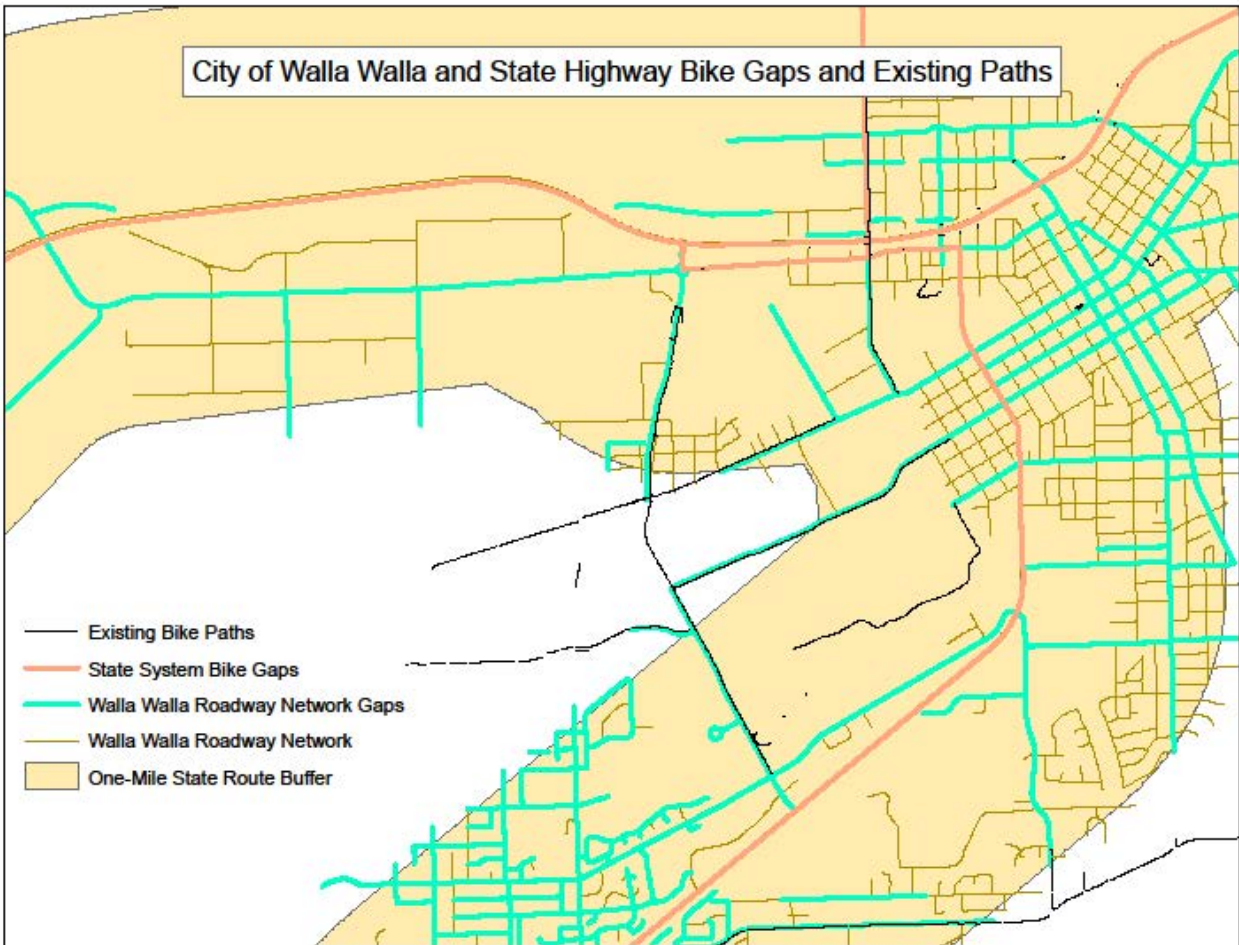 City of Walla Walla and State Highway Bike Gaps and Existing Paths
Existing Bike Paths
State System Bike Gaps
Walla Walla Roadway Network Gaps
Walla Walla Roadway Network
One-Mile State Route Buffer